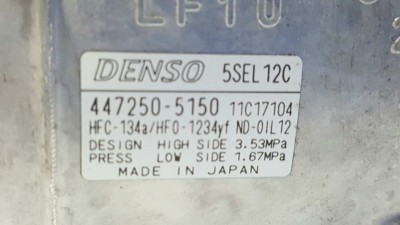 LF10
DENSO 5SEL12C
447250-5150 11C17104
HFC-134a/HFO-1234yf ND-OIL12
DESIGN HIGH SIDE 3.53MPa
PRESS LOW SIDE 1.67MPa
MADE IN JAPAN